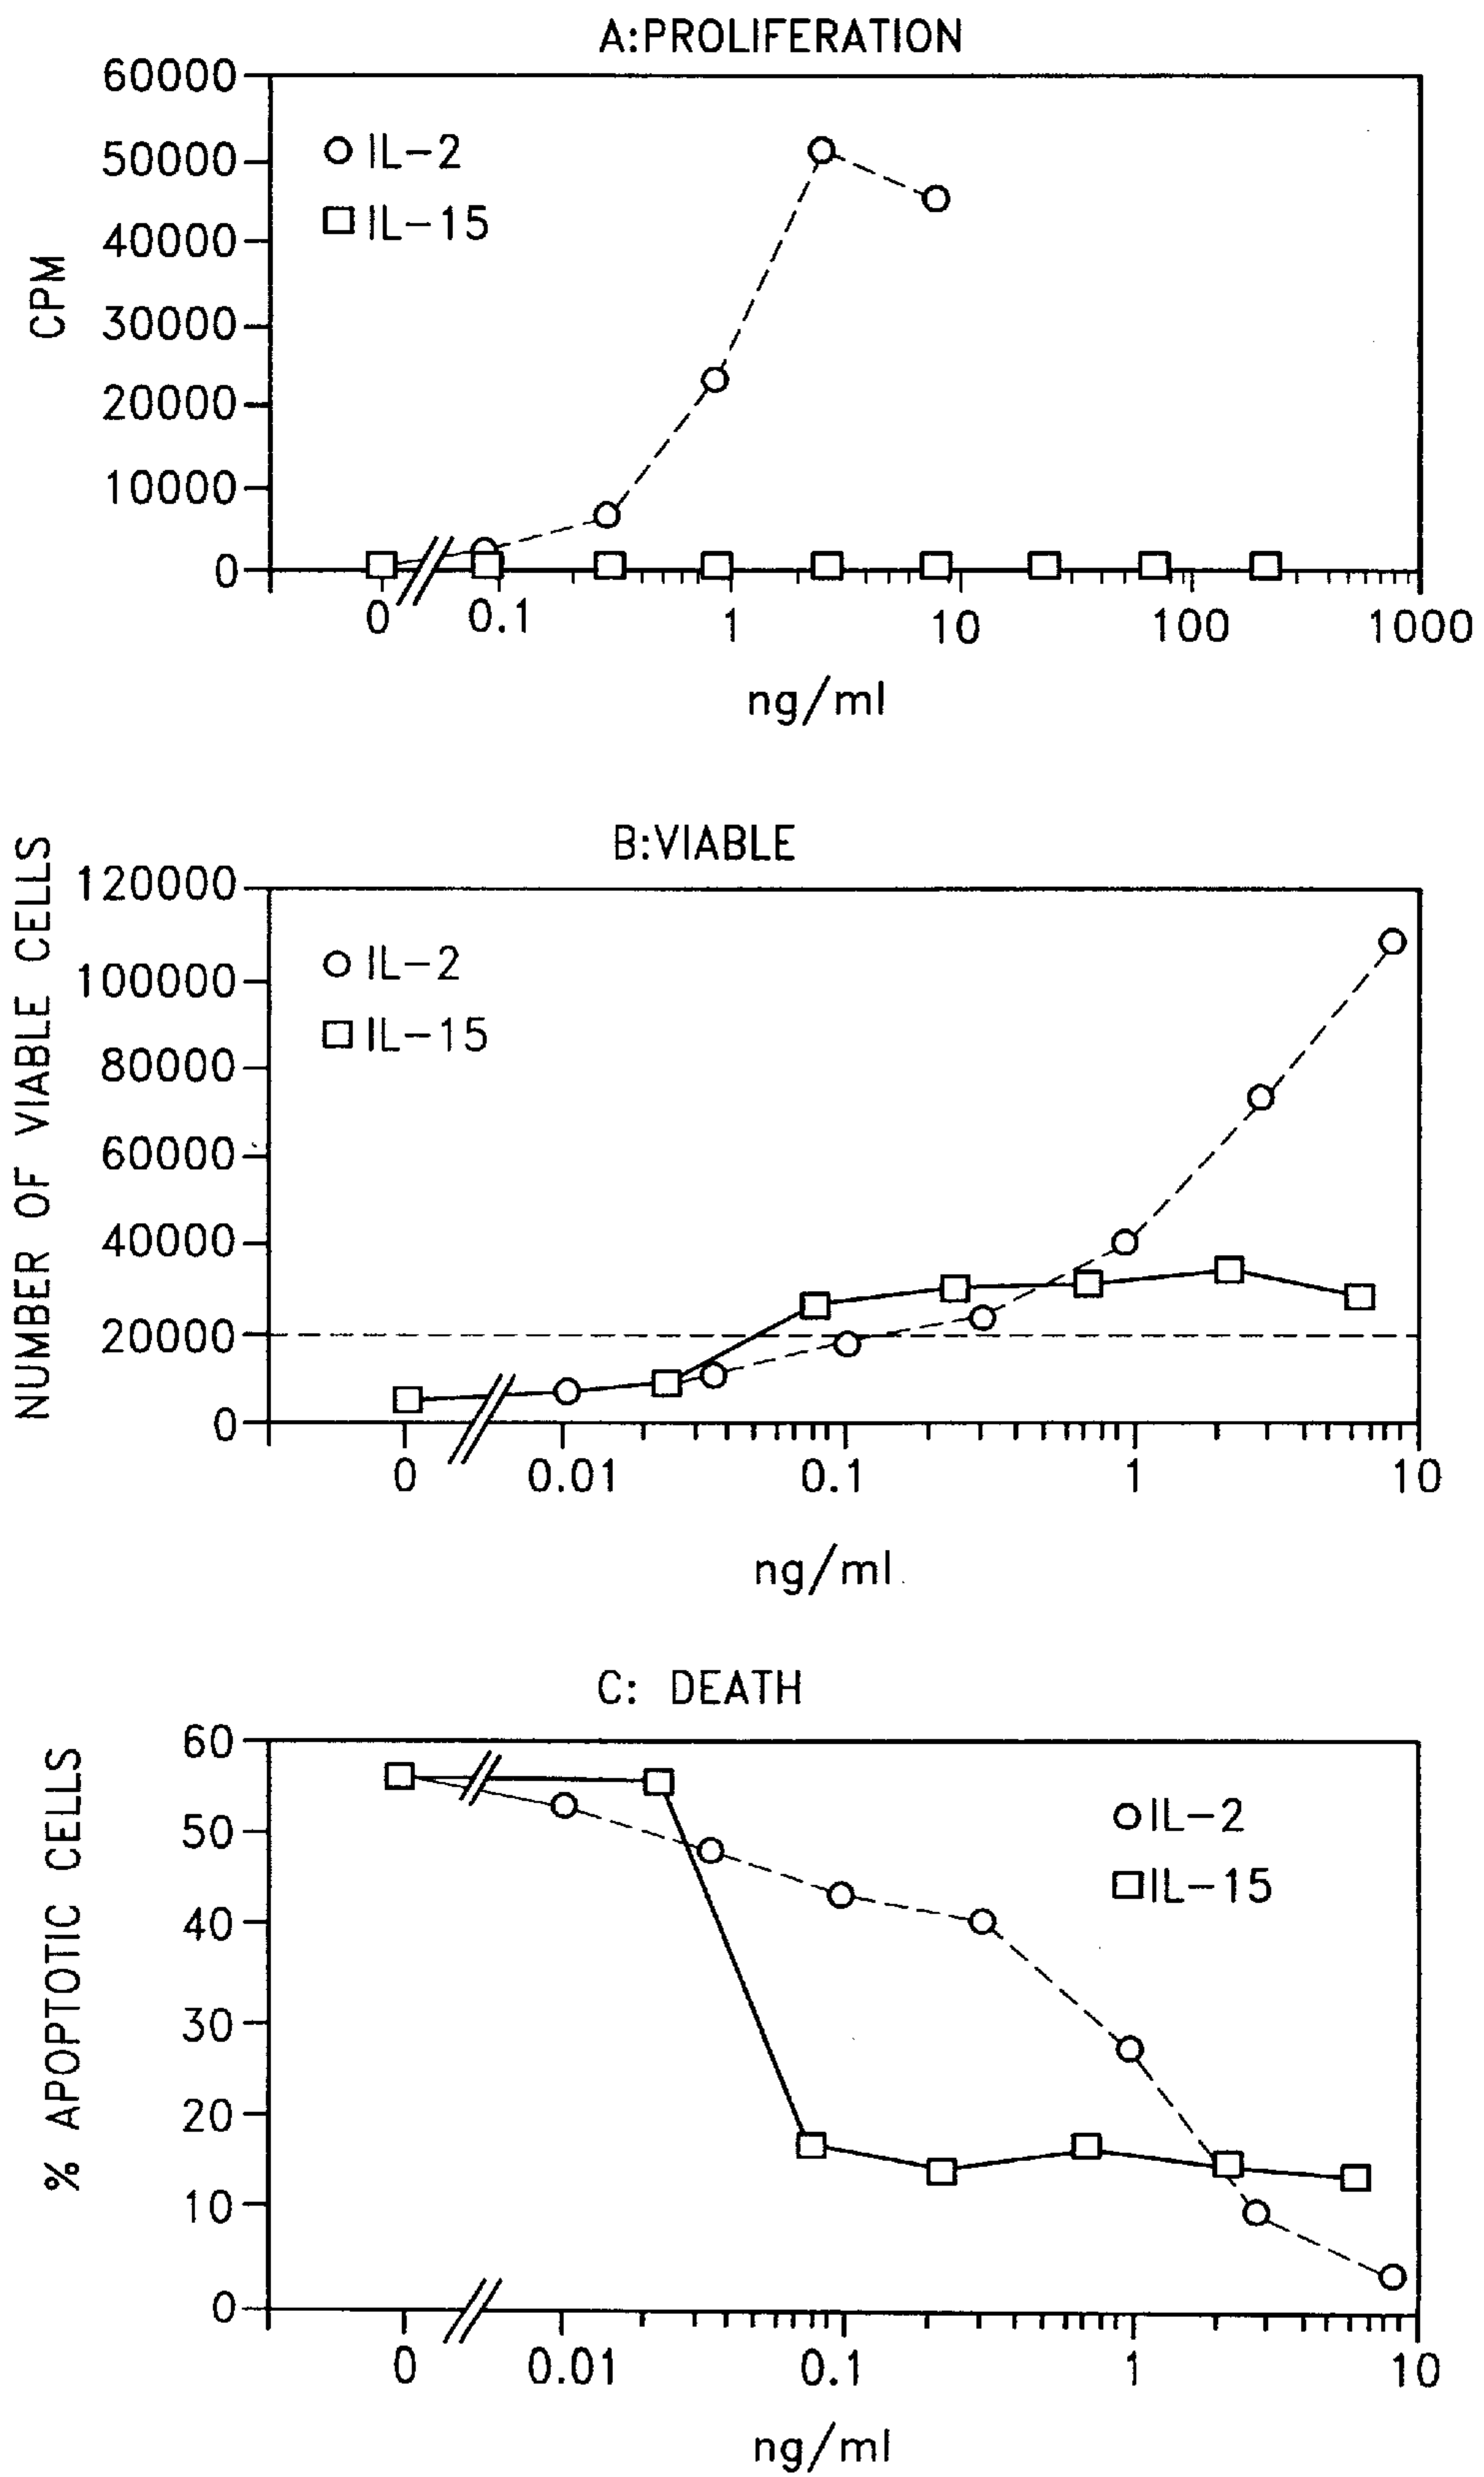 A:PROLIFERATION
60000
50000
40000
30000
20000
10000
0
CPM
IL-2
IL-15
0 0.1 1 10 100 1000
ng/ml
B:VIABLE
120000
100000
80000
60000
40000
20000
0
NUMBER OF VIABLE CELLS
IL-2
IL-15
0 0.01 0.1 1 10
ng/ml
C: DEATH
60
50
40
30
20
10
0
% APOPTOTIC CELLS
IL-2
IL-15
0 0.01 0.1 1 10
ng/ml